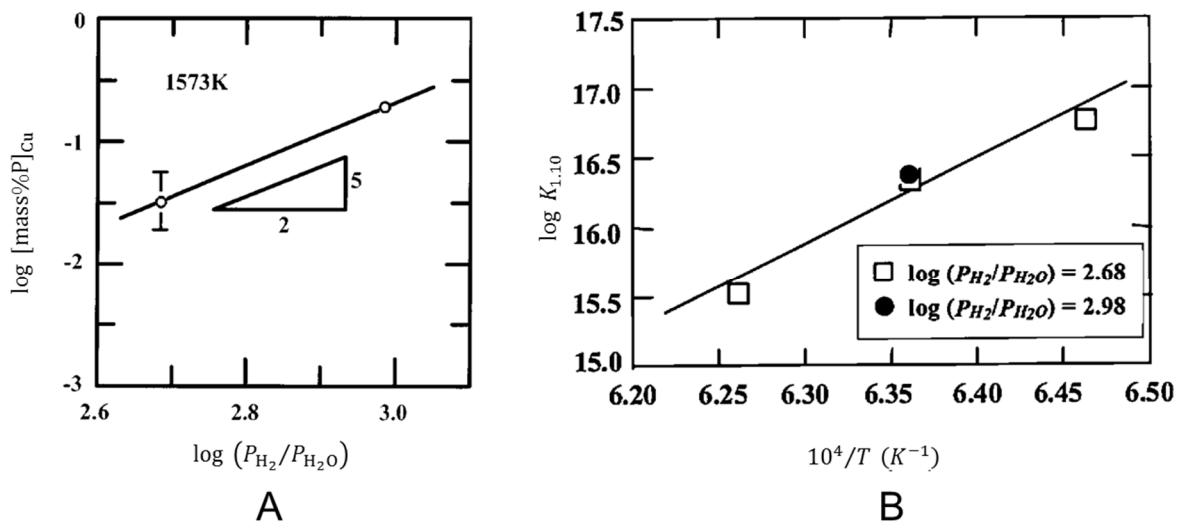 0
-1
-2
-3
1573K
5
2
2.6
2.8
3.0
log [mass%P]Cu
log (PH2/PH2O)
A
17.5
17.0
16.5
16.0
15.5
15.0
log K1.10
log (PH2/PH2O) = 2.68
log (PH2/PH2O) = 2.98
6.20
6.25
6.30
6.35
6.40
6.45
6.50
10⁴/T (K⁻¹)
B